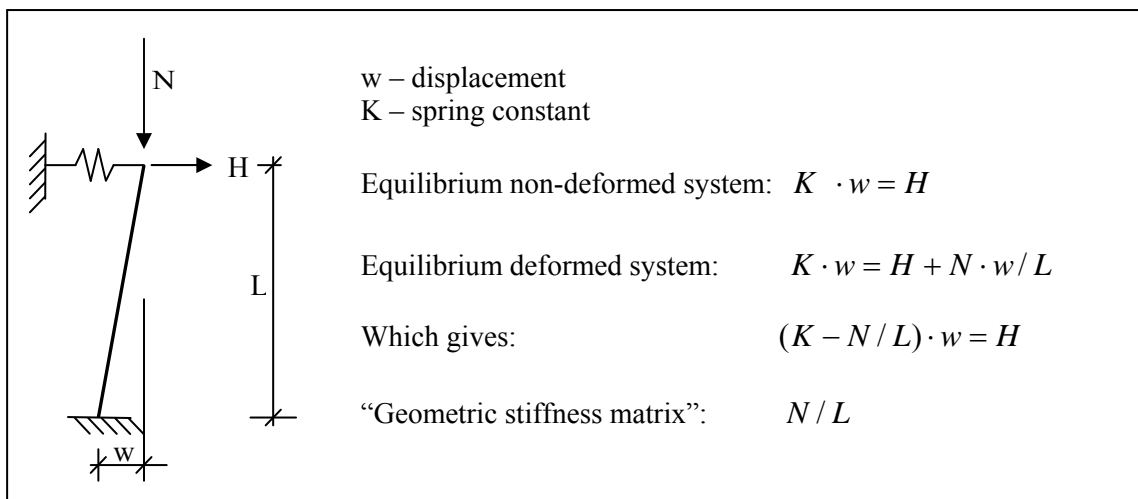 N
w – displacement
K – spring constant
H
Equilibrium non-deformed system: K · w = H
L
Equilibrium deformed system: K · w = H + N · w / L
Which gives: (K − N / L) · w = H
“Geometric stiffness matrix”: N / L
w